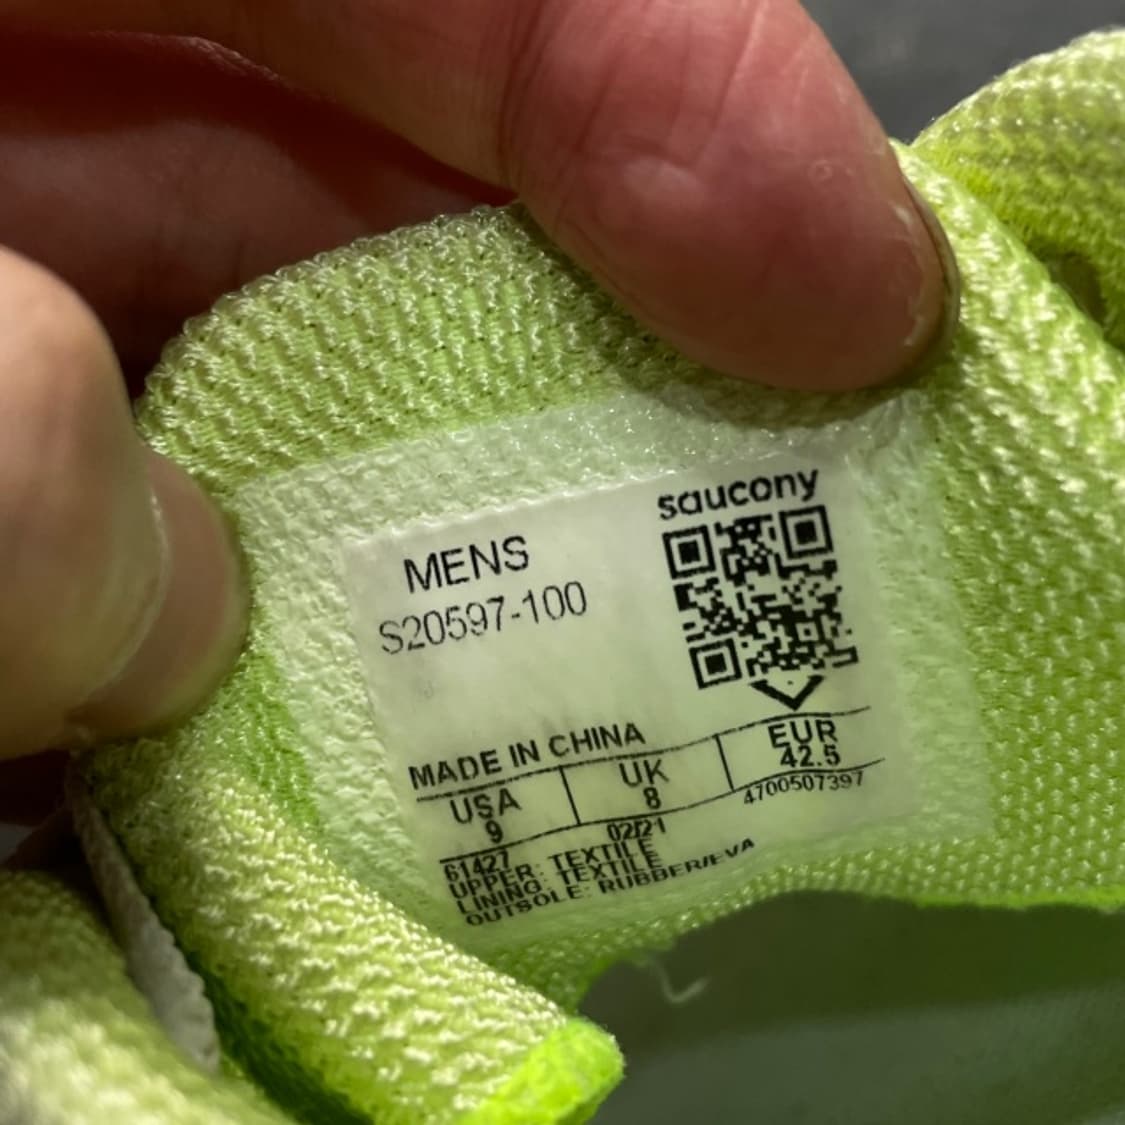 saucony
MENS
S20597-100
MADE IN CHINA
USA UK EUR
9 8 42.5
61427 02/21 4700507397
UPPER: TEXTILE
LINING: TEXTILE
OUTSOLE: RUBBER/EVA